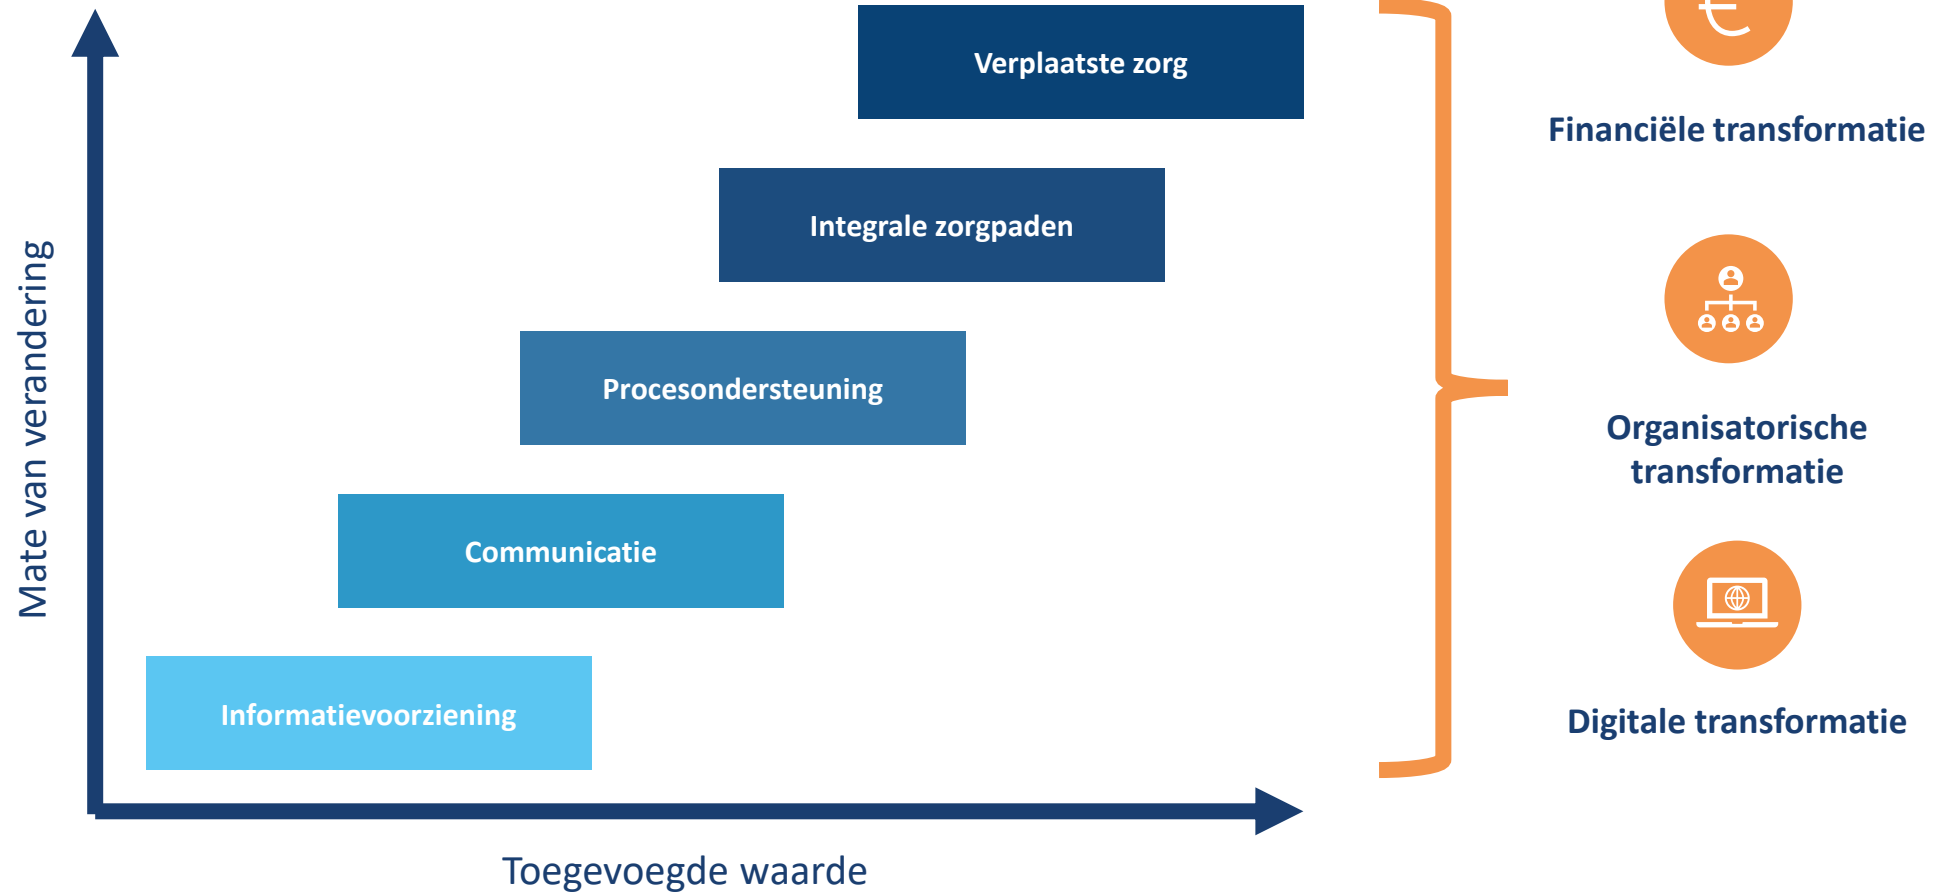 Mate van verandering
Verplaatste zorg
Integrale zorgpaden
Procesondersteuning
Communicatie
Informatievoorziening
Toegevoegde waarde
€
Financiële transformatie
Organisatorische
transformatie
Digitale transformatie